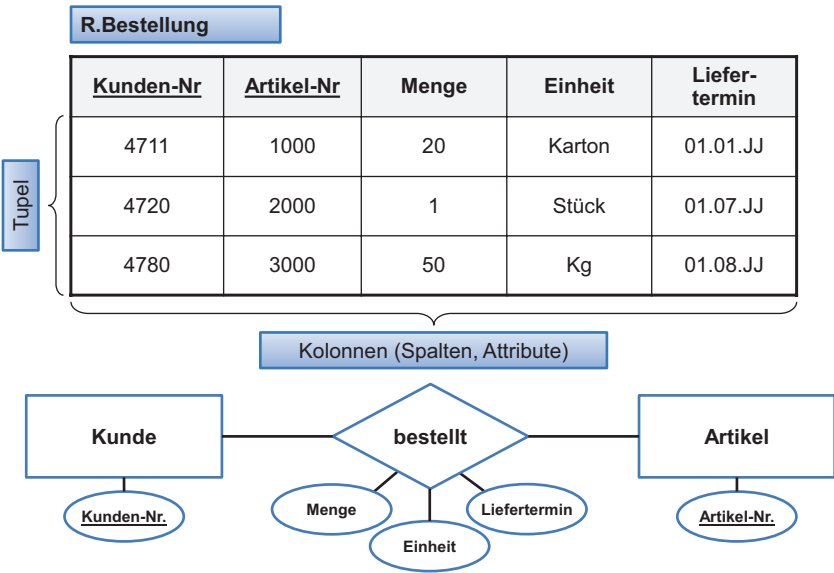 R.Bestellung
Kunden-Nr Artikel-Nr Menge Einheit Liefer-
termin
4711 1000 20 Karton 01.01.JJ
Tupel
4720 2000 1 Stück 01.07.JJ
4780 3000 50 Kg 01.08.JJ
Kolonnen (Spalten, Attribute)
Kunde bestellt Artikel
Kunden-Nr. Menge Liefertermin Artikel-Nr.
Einheit